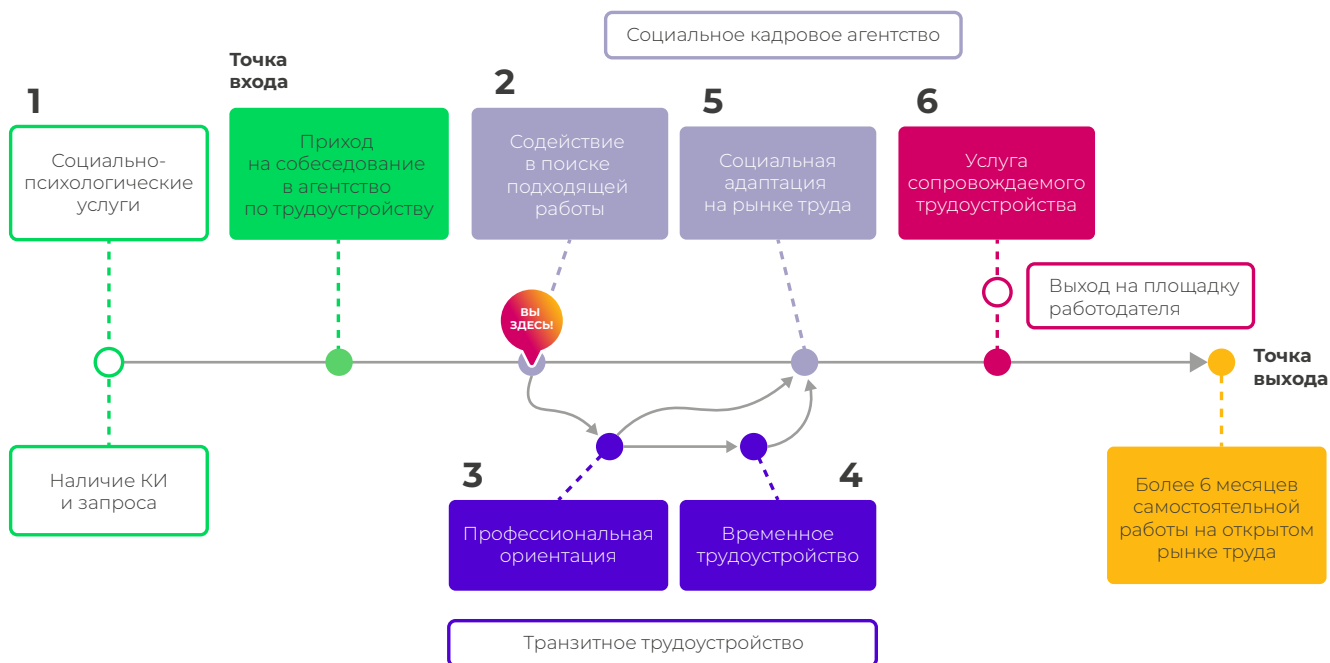 Социальное кадровое агентство
Точка
входа
1
Социально-
психологические
услуги
Приход
на собеседование
в агентство
по трудоустройству
2
Содействие
в поиске
подходящей
работы
5
Социальная
адаптация
на рынке труда
6
Услуга
сопровождаемого
трудоустройства
Выход на площадку
работодателя
ВЫ
ЗДЕСЬ!
Точка
выхода
Наличие КИ
и запроса
3
Профессиональная
ориентация
4
Временное
трудоустройство
Более 6 месяцев
самостоятельной
работы на открытом
рынке труда
Транзитное трудоустройство